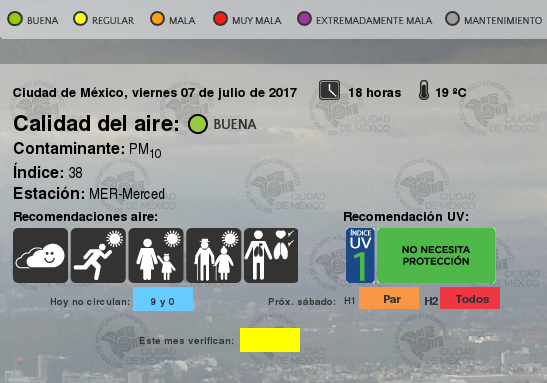 BUENA REGULAR MALA MUY MALA EXTREMADAMENTE MALA MANTENIMIENTO
Ciudad de México, viernes 07 de julio de 2017 18 horas 19 ºC
Calidad del aire: BUENA
Contaminante: PM10
Índice: 38
Estación: MER-Merced
Recomendaciones aire: Recomendación UV:
ÍNDICE
UV
1
NO NECESITA
PROTECCIÓN
Hoy no circulan: 9 y 0 Próx. sábado: H1 Par H2 Todos
Este mes verifican:
CIUDAD
DE MÉXICO